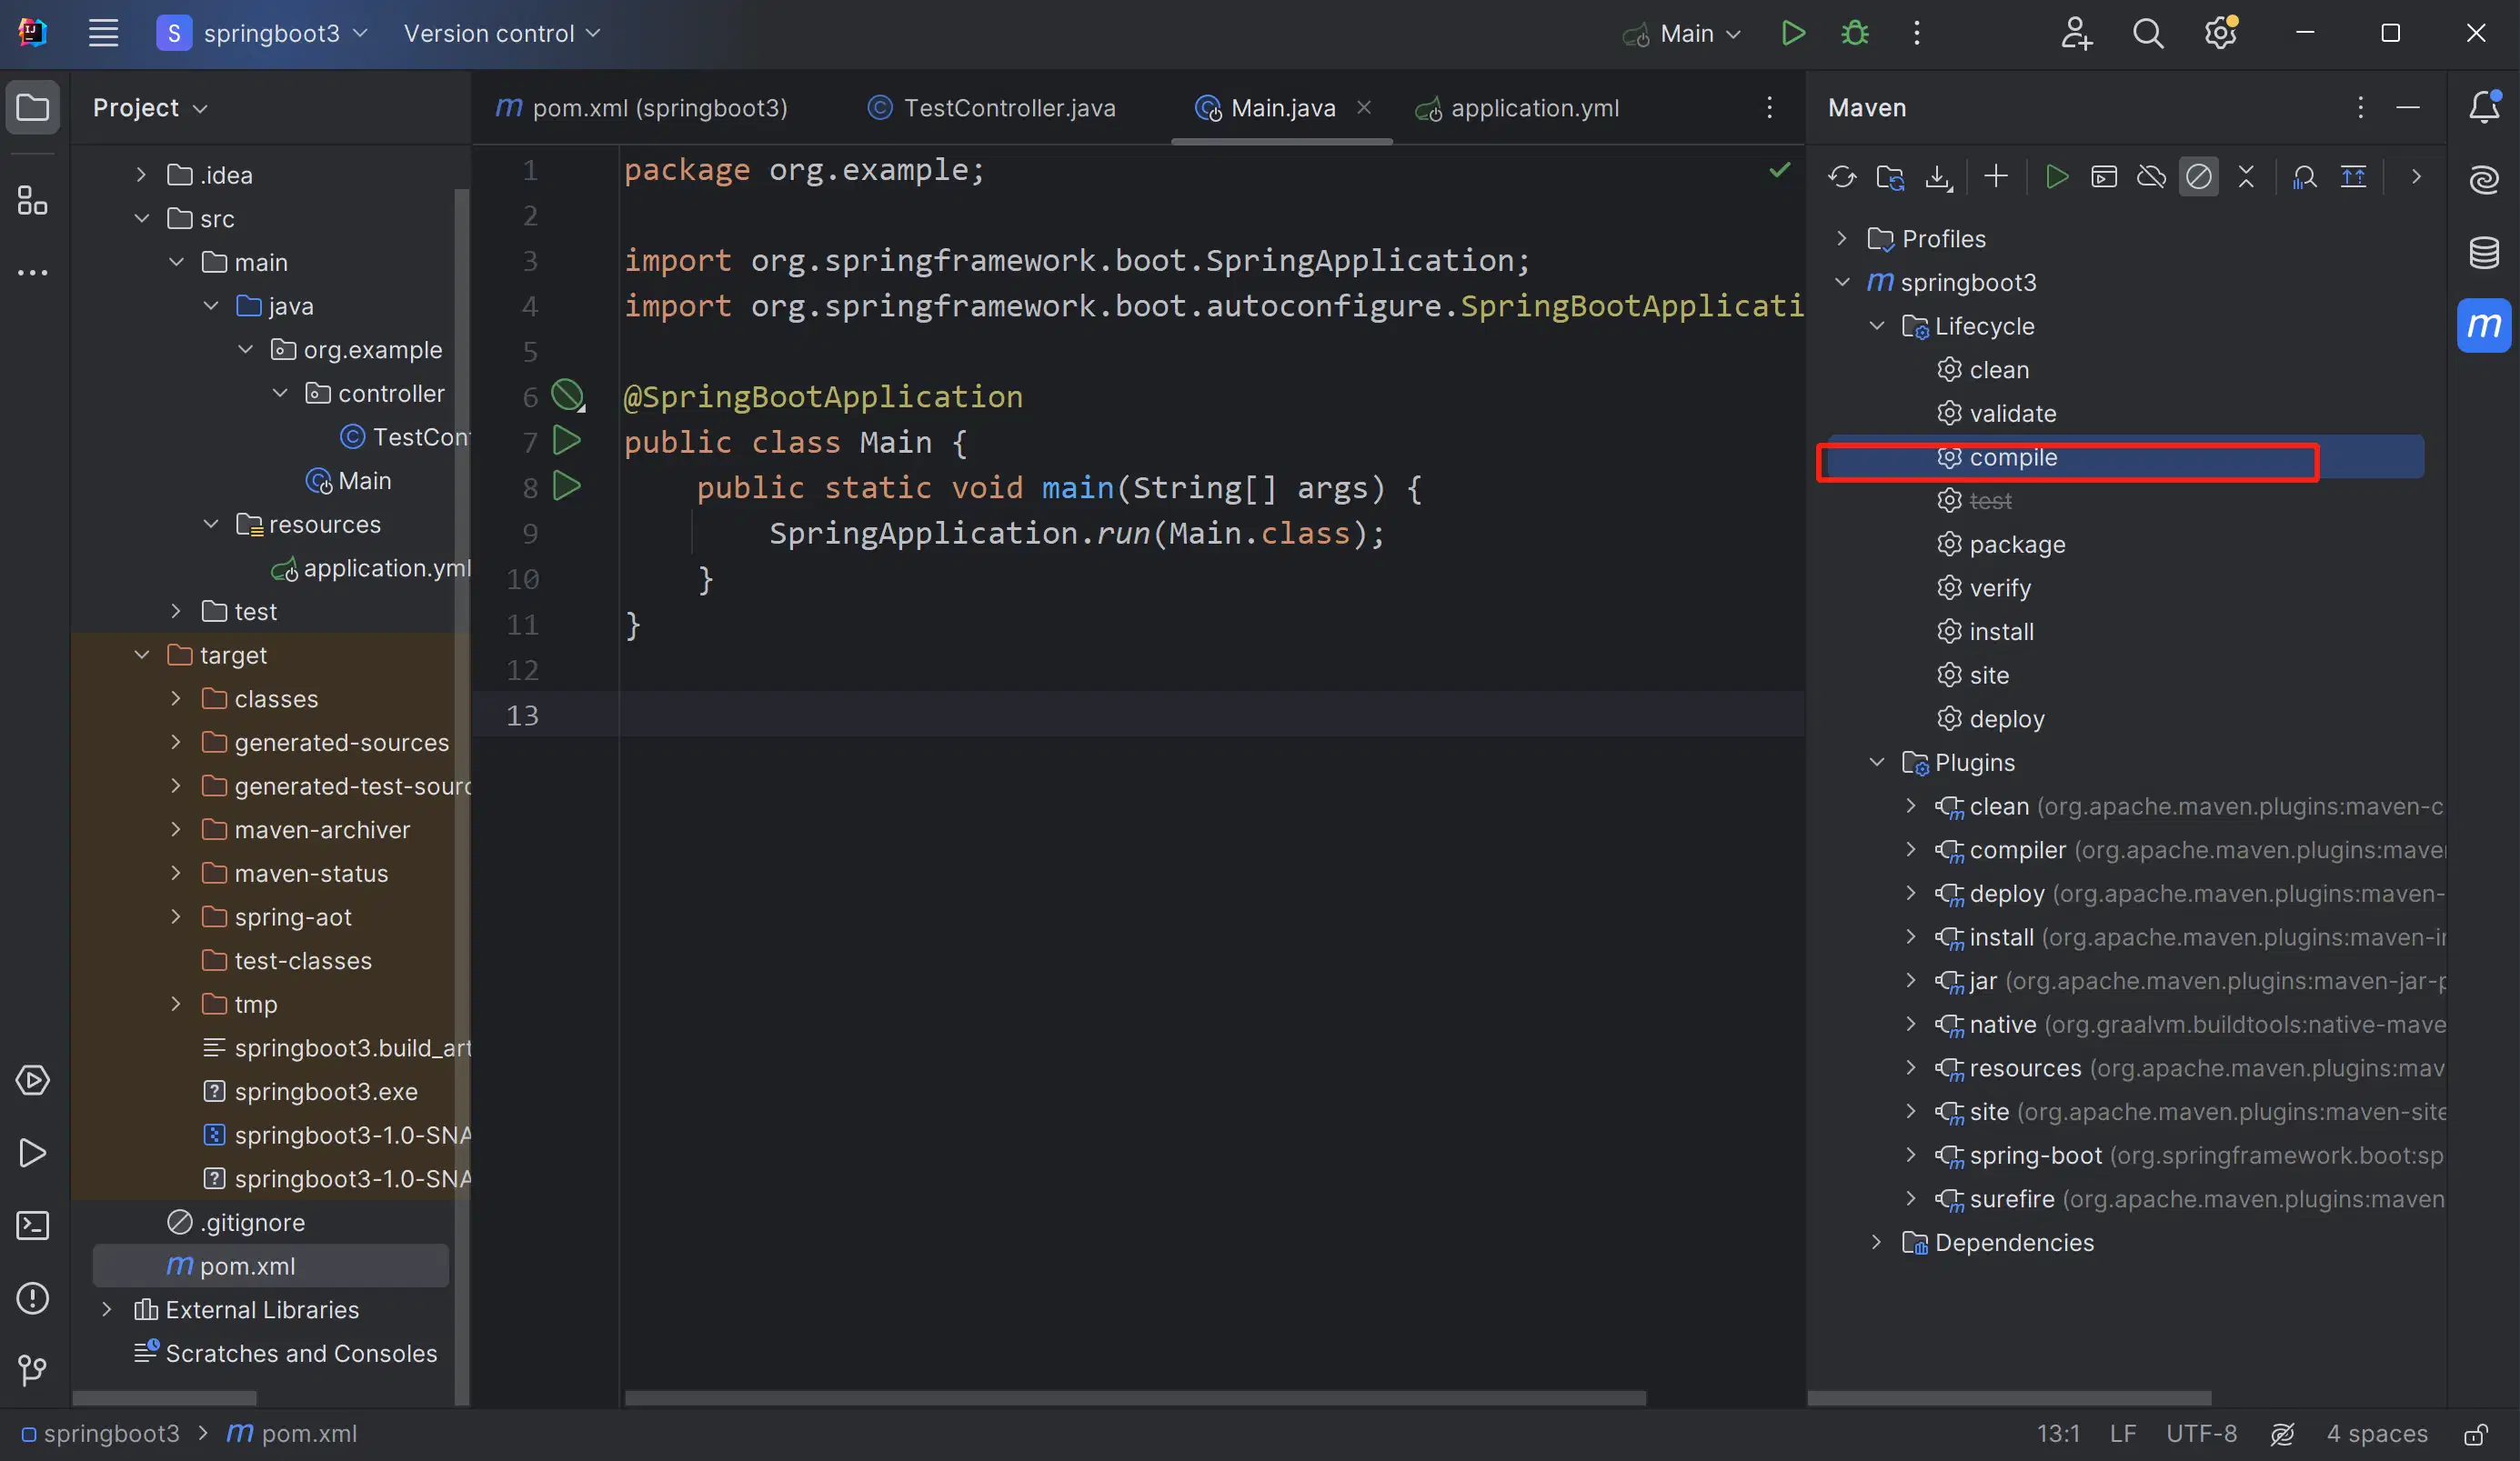 S springboot3 Version control Main
Project
pom.xml (springboot3) TestController.java Main.java application.yml
Maven
.idea
src
main
java
org.example
controller
TestCon
Main
resources
application.yml
test
target
classes
generated-sources
generated-test-sourc
maven-archiver
maven-status
spring-aot
test-classes
tmp
springboot3.build_art
springboot3.exe
springboot3-1.0-SNA
springboot3-1.0-SNA
.gitignore
pom.xml
External Libraries
Scratches and Consoles
1 package org.example;
2
3 import org.springframework.boot.SpringApplication;
4 import org.springframework.boot.autoconfigure.SpringBootApplicati
5
6 @SpringBootApplication
7 public class Main {
8 public static void main(String[] args) {
9 SpringApplication.run(Main.class);
10 }
11 }
12
13
Profiles
springboot3
Lifecycle
clean
validate
compile
test
package
verify
install
site
deploy
Plugins
clean (org.apache.maven.plugins:maven-c
compiler (org.apache.maven.plugins:maven
deploy (org.apache.maven.plugins:maven-
install (org.apache.maven.plugins:maven-in
jar (org.apache.maven.plugins:maven-jar-p
native (org.graalvm.buildtools:native-mave
resources (org.apache.maven.plugins:mav
site (org.apache.maven.plugins:maven-site
spring-boot (org.springframework.boot:sp
surefire (org.apache.maven.plugins:maven
Dependencies
springboot3 > pom.xml
13:1 LF UTF-8 4 spaces